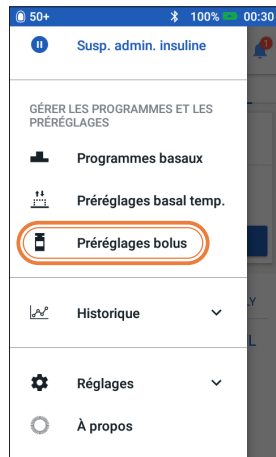 50+ 100% 00:30
Susp. admin. insuline
1
GÉRER LES PROGRAMMES ET LES
PRÉRÉGLAGES
Programmes basaux
Préréglages basal temp.
Préréglages bolus
Historique
Y
L
Réglages
À propos